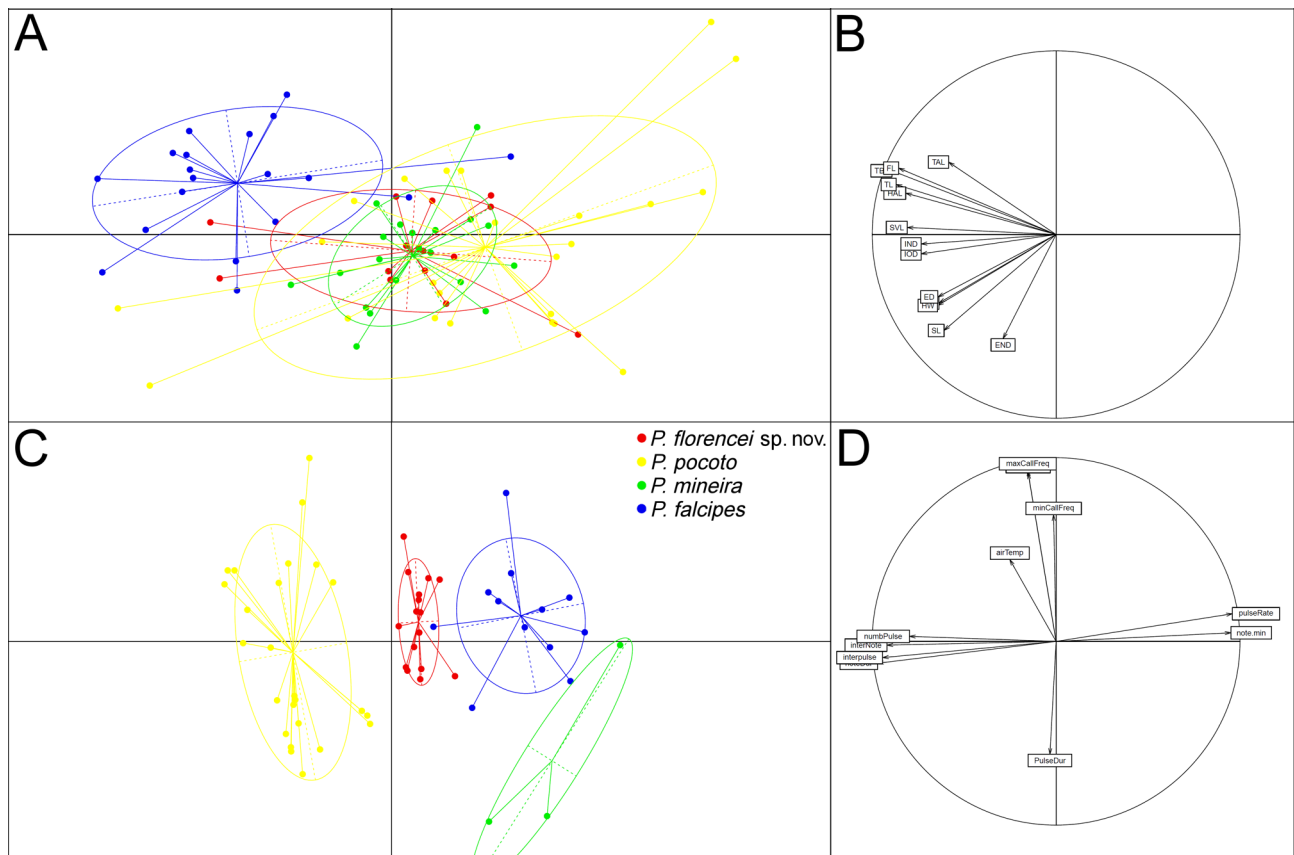 A
B
TAL
FL
TL
HAL
SVL
IND
IOD
ED
HW
SL
END
C
P. florencei sp. nov.
P. pocoto
P. mineira
P. falcipes
D
maxCallFreq
minCallFreq
airTemp
pulseRate
note.min
numbPulse
interNote
interpulse
PulseDur